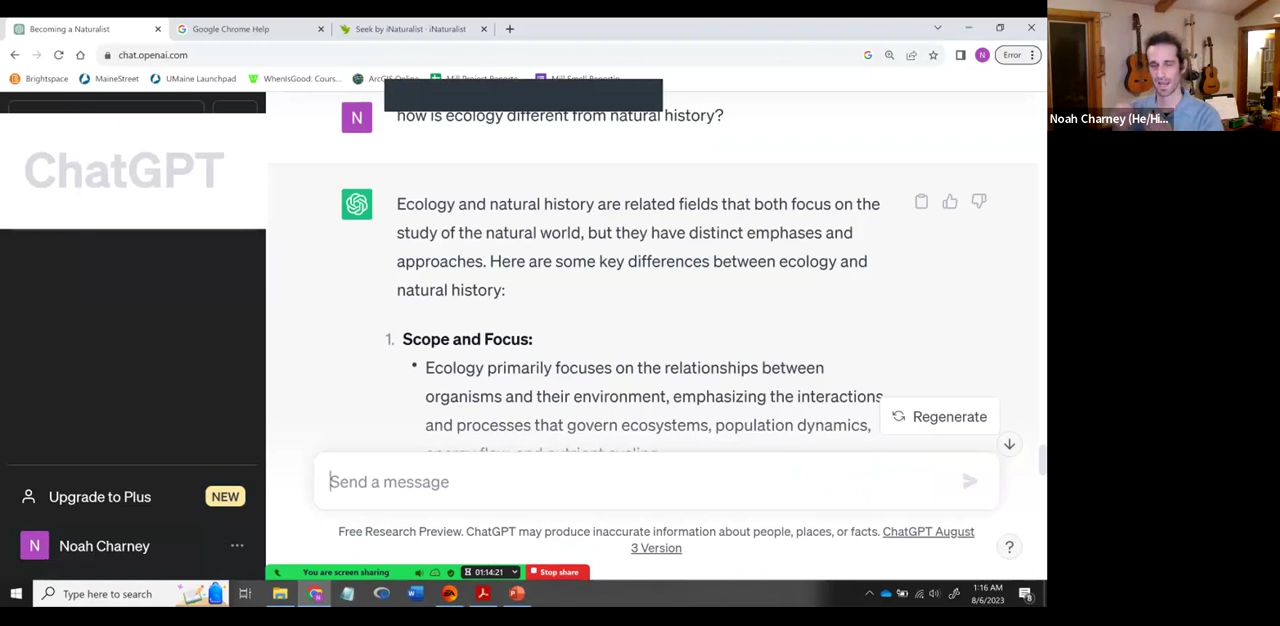 Becoming a Naturalist
Google Chrome Help
Seek by iNaturalist · iNaturalist
chat.openai.com
Error
Brightspace
MaineStreet
UMaine Launchpad
WhenIsGood: Cours...
ArcGIS Online
ChatGPT
N
how is ecology different from natural history?
Ecology and natural history are related fields that both focus on the
study of the natural world, but they have distinct emphases and
approaches. Here are some key differences between ecology and
natural history:
1. Scope and Focus:
• Ecology primarily focuses on the relationships between
organisms and their environment, emphasizing the interactions
and processes that govern ecosystems, population dynamics,
energy flow, and nutrient cycling.
Regenerate
Send a message
Free Research Preview. ChatGPT may produce inaccurate information about people, places, or facts. ChatGPT August
3 Version
Upgrade to Plus
NEW
N
Noah Charney
You are screen sharing
01:14:21
Stop share
Type here to search
1:16 AM
8/6/2023
Noah Charney (He/Hi...